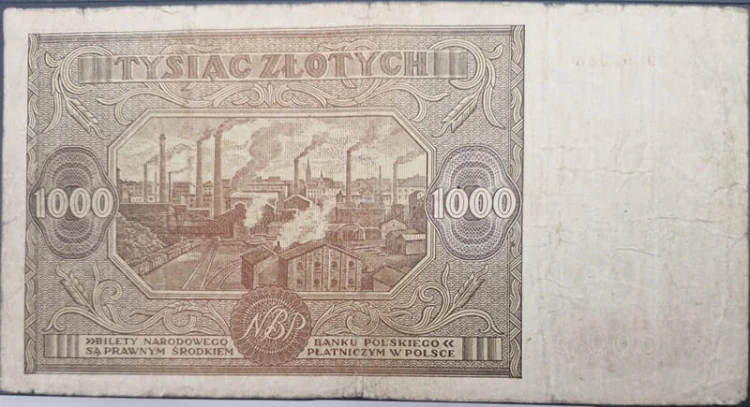 TYSIĄC ZŁOTYCH
1000 1000
NBP
»BILETY NARODOWEGO BANKU POLSKIEGO«
SĄ PRAWNYM ŚRODKIEM PŁATNICZYM W POLSCE